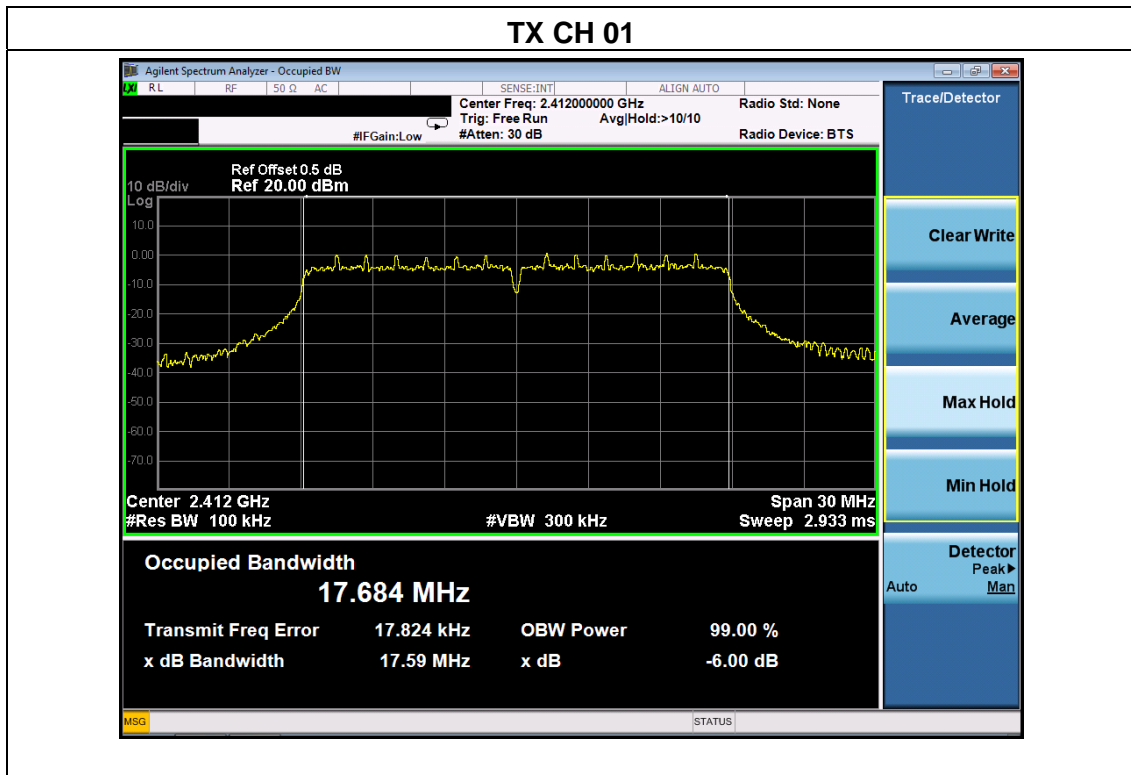 TX CH 01
Agilent Spectrum Analyzer - Occupied BW
LXI RL RF 50 Ω AC SENSE:INT ALIGN AUTO
Center Freq: 2.412000000 GHz Radio Std: None
Trig: Free Run Avg|Hold:>10/10
#IFGain:Low #Atten: 30 dB Radio Device: BTS
Ref Offset 0.5 dB
10 dB/div Ref 20.00 dBm
Log
10.0
0.00
-10.0
-20.0
-30.0
-40.0
-50.0
-60.0
-70.0
Center 2.412 GHz Span 30 MHz
#Res BW 100 kHz #VBW 300 kHz Sweep 2.933 ms
Occupied Bandwidth
17.684 MHz
Transmit Freq Error 17.824 kHz OBW Power 99.00 %
x dB Bandwidth 17.59 MHz x dB -6.00 dB
MSG STATUS
Trace/Detector
Clear Write
Average
Max Hold
Min Hold
Detector
Peak▶
Auto Man